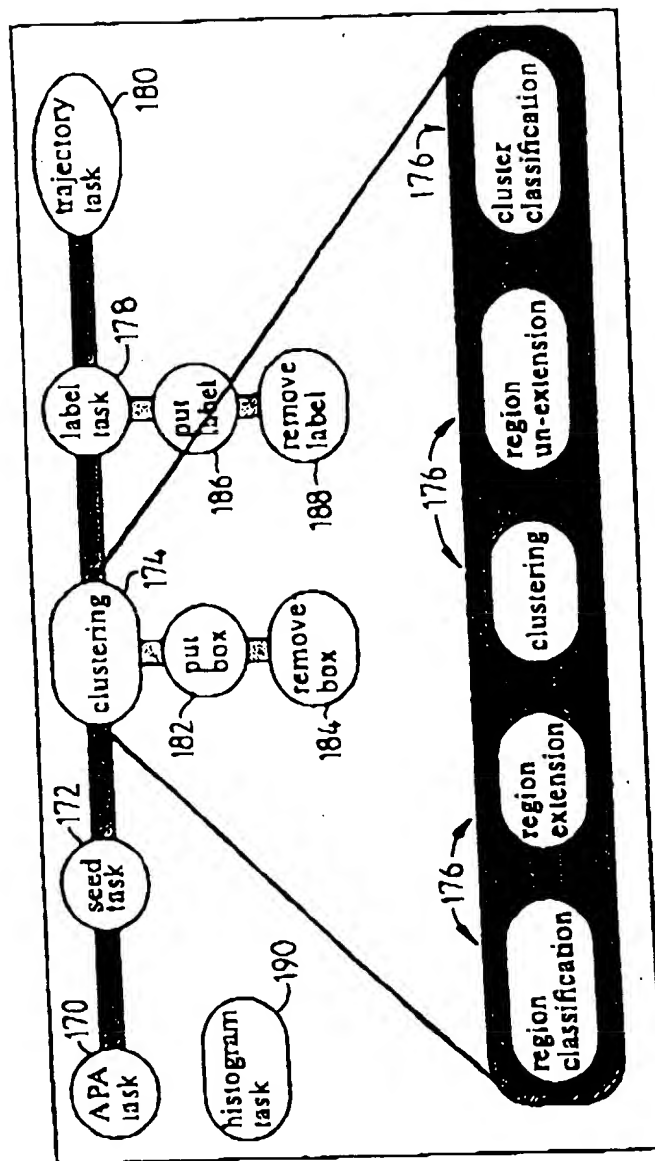 APA
task
170
seed
task
172
clustering
174
label
task
178
trajectory
task
180
put
box
182
remove
box
184
put
label
186
remove
label
188
histogram
task
190
region
classification
176
region
extension
clustering
176
region
un-extension
176
cluster
classification